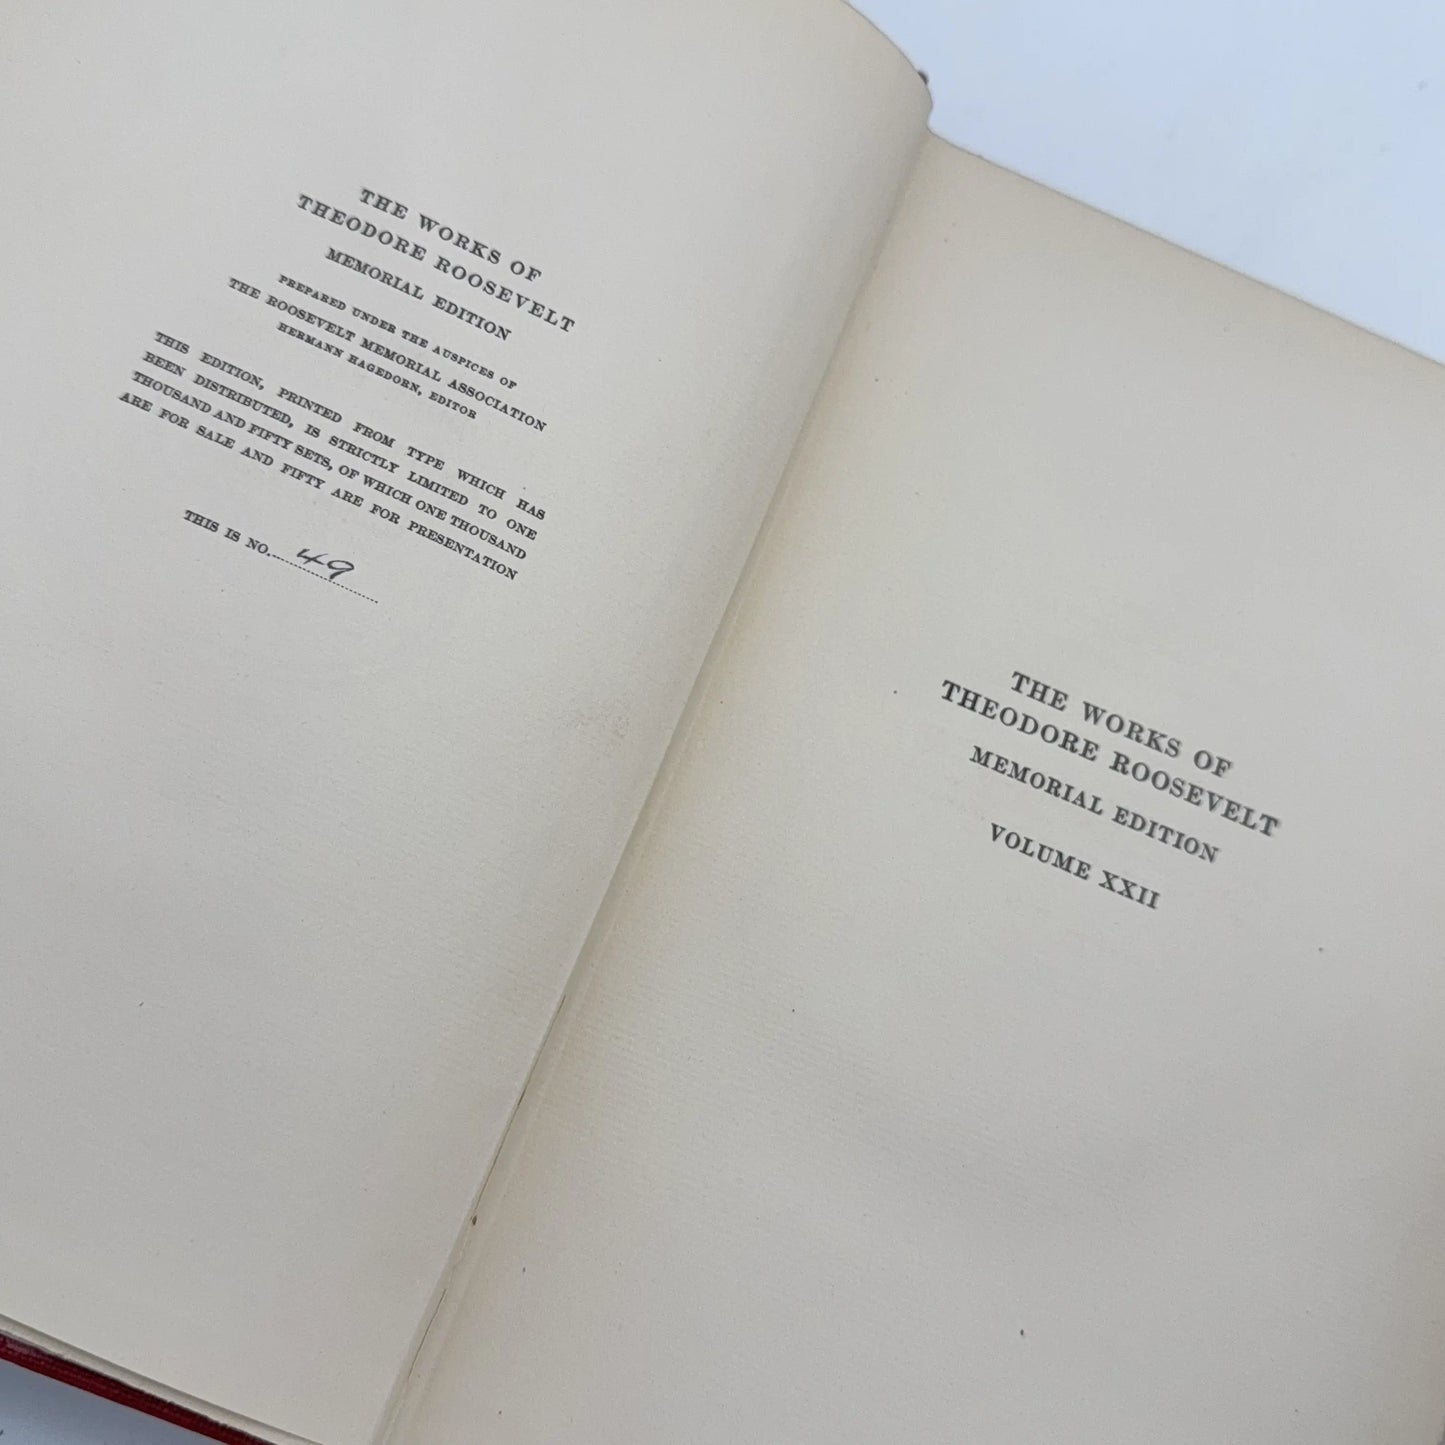 THE WORKS OF
THEODORE ROOSEVELT
MEMORIAL EDITION
PREPARED UNDER THE AUSPICES OF
THE ROOSEVELT MEMORIAL ASSOCIATION
HERMANN HAGEDORN, EDITOR
THIS EDITION, PRINTED FROM TYPE WHICH HAS
BEEN DISTRIBUTED, IS STRICTLY LIMITED TO ONE
THOUSAND AND FIFTY SETS, OF WHICH ONE THOUSAND
ARE FOR SALE AND FIFTY ARE FOR PRESENTATION
THIS IS NO. 49
THE WORKS OF
THEODORE ROOSEVELT
MEMORIAL EDITION
VOLUME XXII